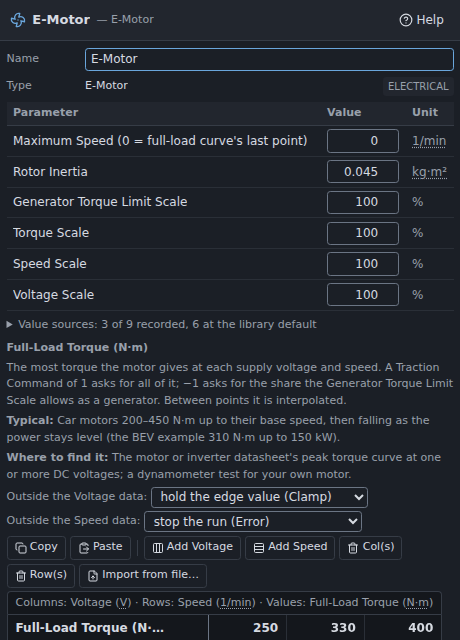 E-Motor — E-Motor Help
Name E-Motor
Type E-Motor ELECTRICAL
Parameter Value Unit
Maximum Speed (0 = full-load curve's last point) 0 1/min
Rotor Inertia 0.045 kg·m²
Generator Torque Limit Scale 100 %
Torque Scale 100 %
Speed Scale 100 %
Voltage Scale 100 %
Value sources: 3 of 9 recorded, 6 at the library default
Full-Load Torque (N·m)
The most torque the motor gives at each supply voltage and speed. A Traction
Command of 1 asks for all of it; −1 asks for the share the Generator Torque Limit
Scale allows as a generator. Between points it is interpolated.
Typical: Car motors 200–450 N·m up to their base speed, then falling as the
power stays level (the BEV example 310 N·m up to 150 kW).
Where to find it: The motor or inverter datasheet's peak torque curve at one
or more DC voltages; a dynamometer test for your own motor.
Outside the Voltage data: hold the edge value (Clamp)
Outside the Speed data: stop the run (Error)
Copy Paste Add Voltage Add Speed Col(s)
Row(s) Import from file...
Columns: Voltage (V) · Rows: Speed (1/min) · Values: Full-Load Torque (N·m)
Full-Load Torque (N·... 250 330 400